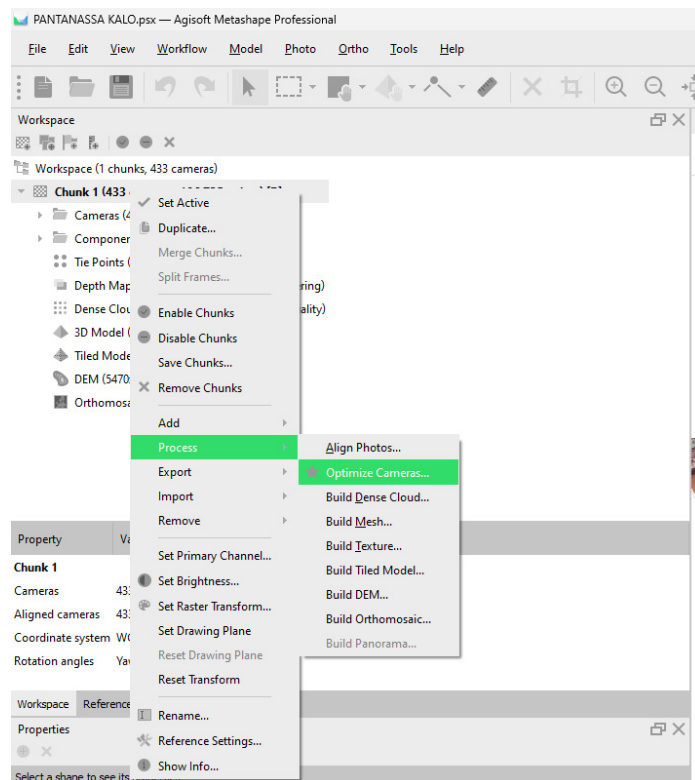 PANTANASSA KALO.psx — Agisoft Metashape Professional
File Edit View Workflow Model Photo Ortho Tools Help
Workspace
Workspace (1 chunks, 433 cameras)
Chunk 1 (433
Cameras (4
Componen
Tie Points (
Depth Map ring)
Dense Clou ality)
3D Model (
Tiled Mode
DEM (5470
Orthomosa
Set Active
Duplicate...
Merge Chunks...
Split Frames...
Enable Chunks
Disable Chunks
Save Chunks...
Remove Chunks
Add
Process
Export
Import
Remove
Set Primary Channel...
Set Brightness...
Set Raster Transform...
Set Drawing Plane
Reset Drawing Plane
Reset Transform
Rename...
Reference Settings...
Show Info...
Align Photos...
Optimize Cameras...
Build Dense Cloud...
Build Mesh...
Build Texture...
Build Tiled Model...
Build DEM...
Build Orthomosaic...
Build Panorama...
Property Va
Chunk 1
Cameras 433
Aligned cameras 433
Coordinate system WG
Rotation angles Yaw
Workspace Reference
Properties
Select a shape to see its